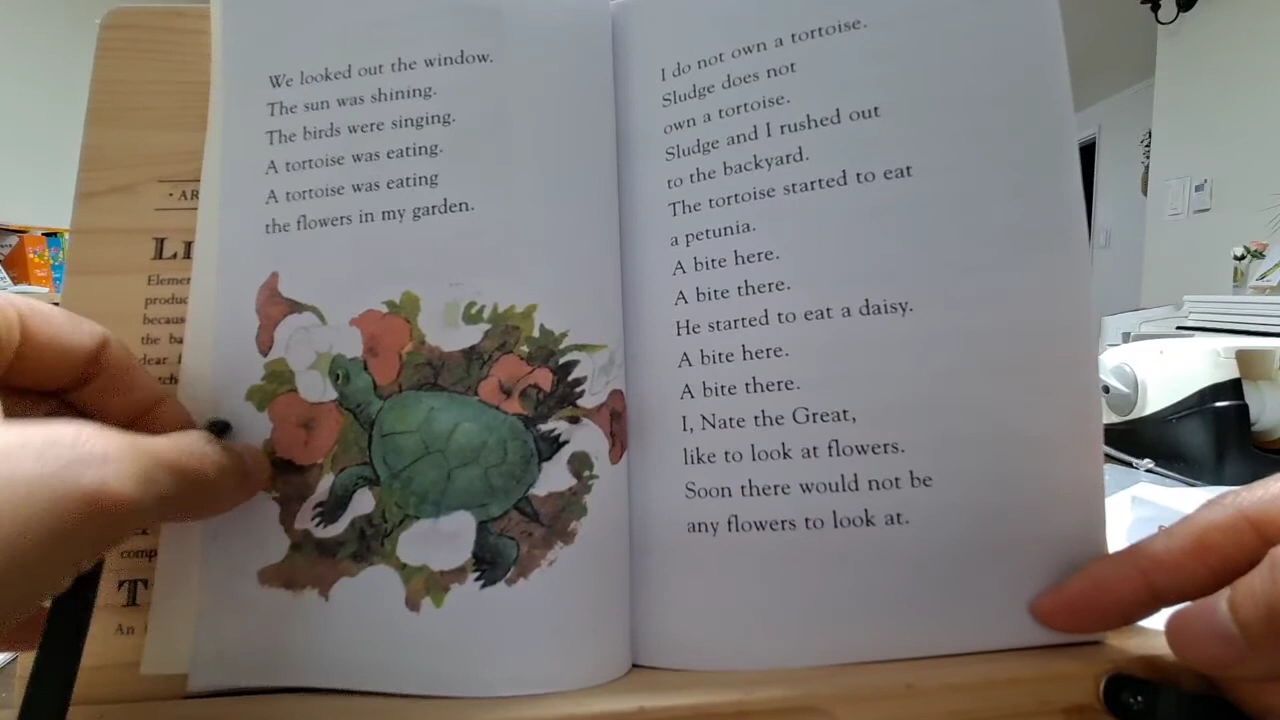 We looked out the window.
The sun was shining.
The birds were singing.
A tortoise was eating.
A tortoise was eating
the flowers in my garden.
I do not own a tortoise.
Sludge does not
own a tortoise.
Sludge and I rushed out
to the backyard.
The tortoise started to eat
a petunia.
A bite here.
A bite there.
He started to eat a daisy.
A bite here.
A bite there.
I, Nate the Great,
like to look at flowers.
Soon there would not be
any flowers to look at.